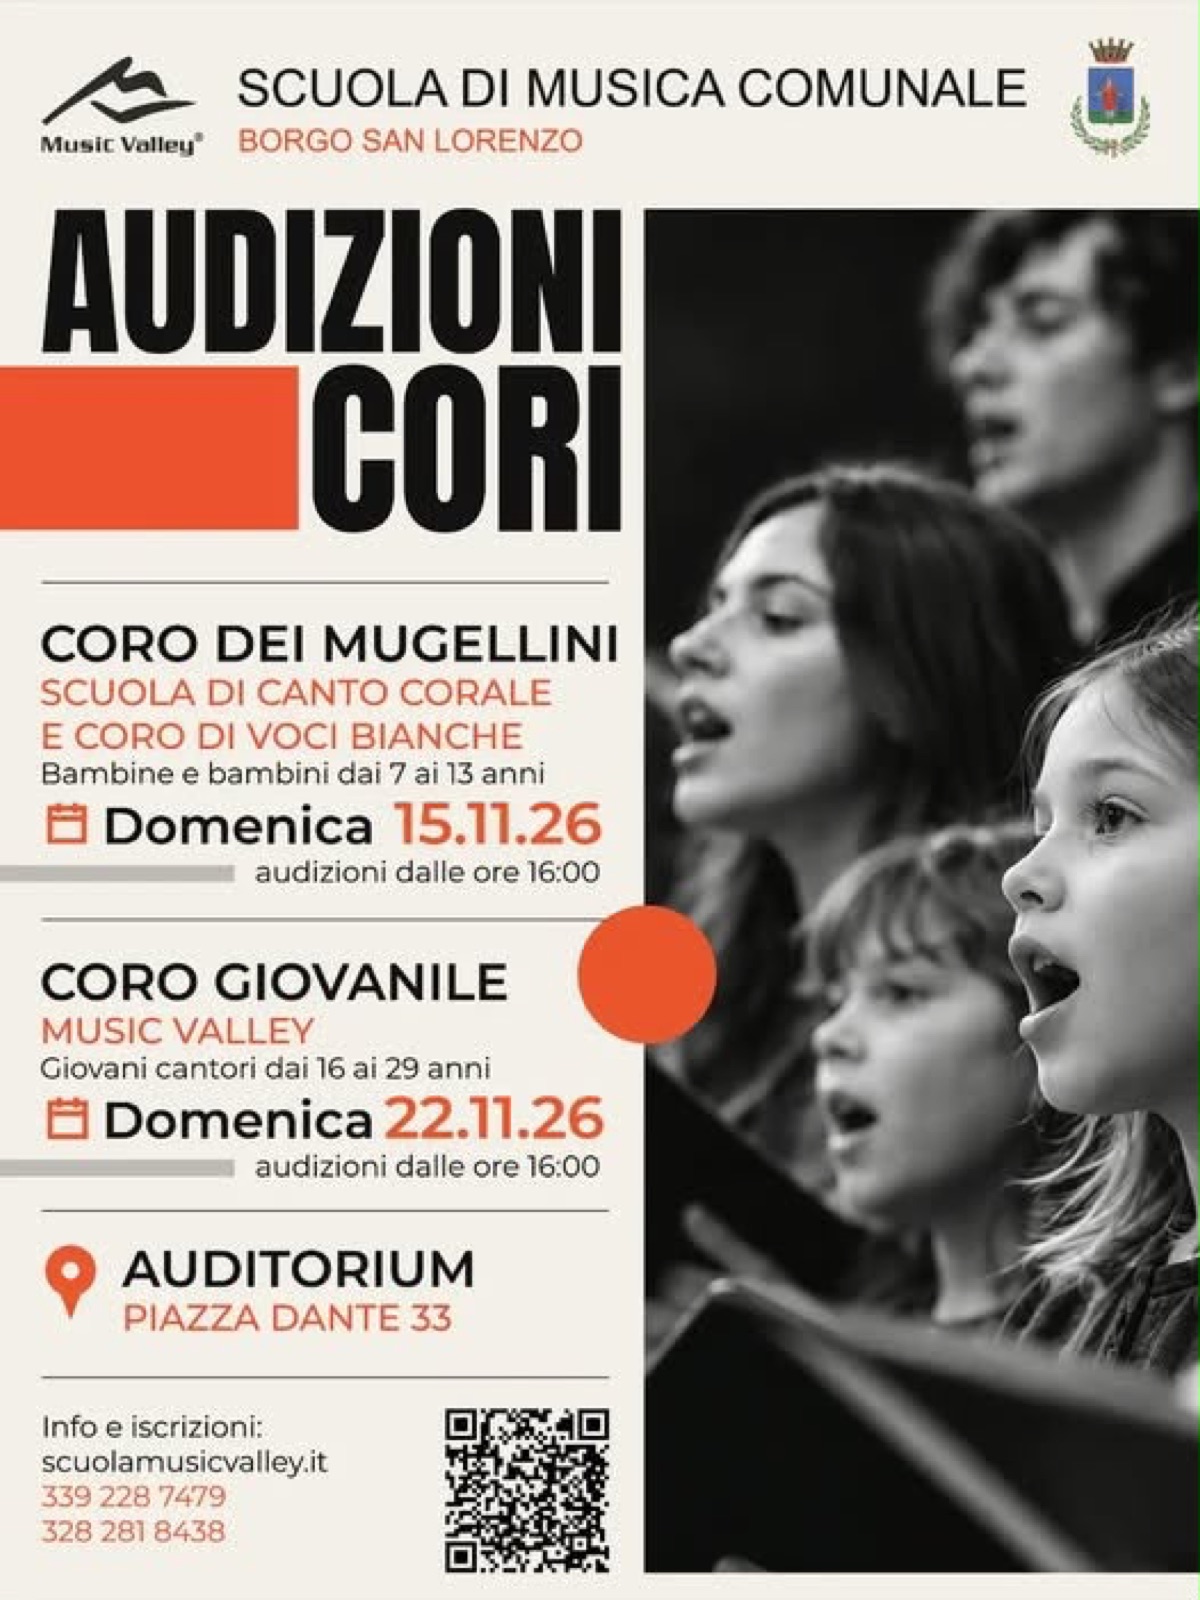 Music Valley®
SCUOLA DI MUSICA COMUNALE
BORGO SAN LORENZO
AUDIZIONI
CORI
CORO DEI MUGELLINI
SCUOLA DI CANTO CORALE
E CORO DI VOCI BIANCHE
Bambine e bambini dai 7 ai 13 anni
Domenica 15.11.26
audizioni dalle ore 16:00
CORO GIOVANILE
MUSIC VALLEY
Giovani cantori dai 16 ai 29 anni
Domenica 22.11.26
audizioni dalle ore 16:00
AUDITORIUM
PIAZZA DANTE 33
Info e iscrizioni:
scuolamusicvalley.it
339 228 7479
328 281 8438